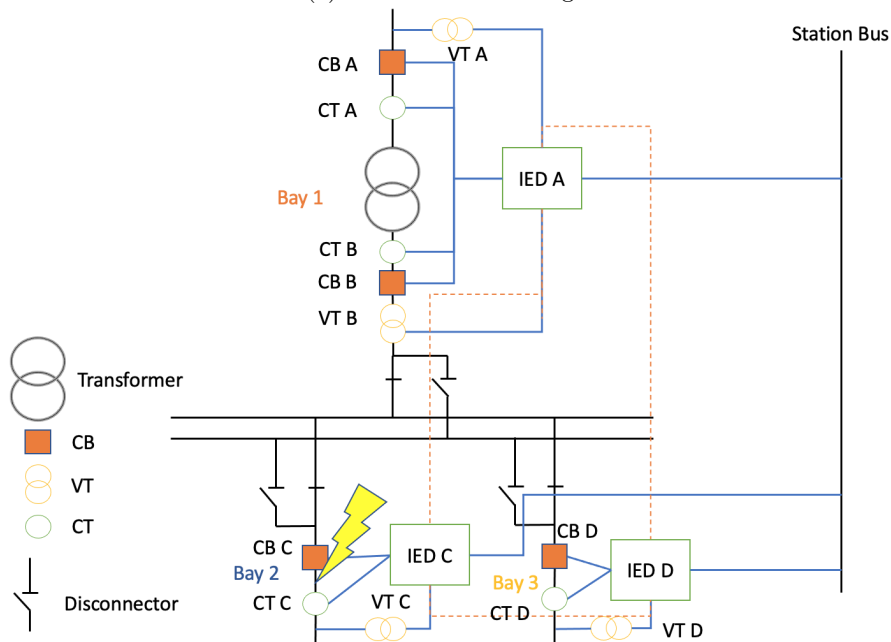 VT A
Station Bus
CB A
CT A
IED A
Bay 1
CT B
CB B
VT B
Transformer
CB
VT
CT
Disconnector
CB C
Bay 2
CT C
IED C
VT C
CB D
Bay 3
CT D
IED D
VT D